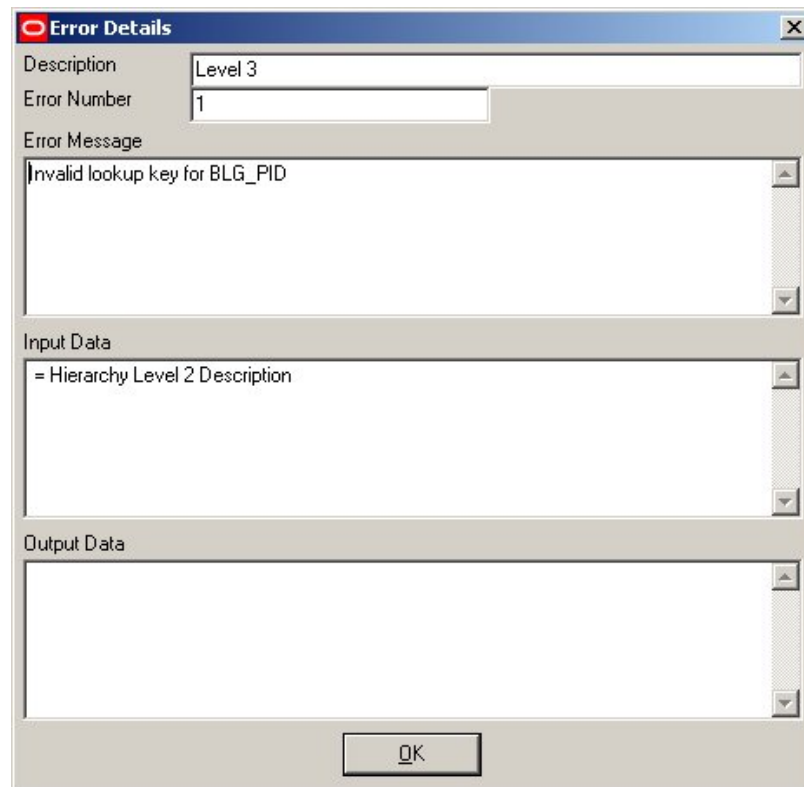 Error Details
Description Level 3
Error Number 1
Error Message
Invalid lookup key for BLG_PID
Input Data
= Hierarchy Level 2 Description
Output Data
OK